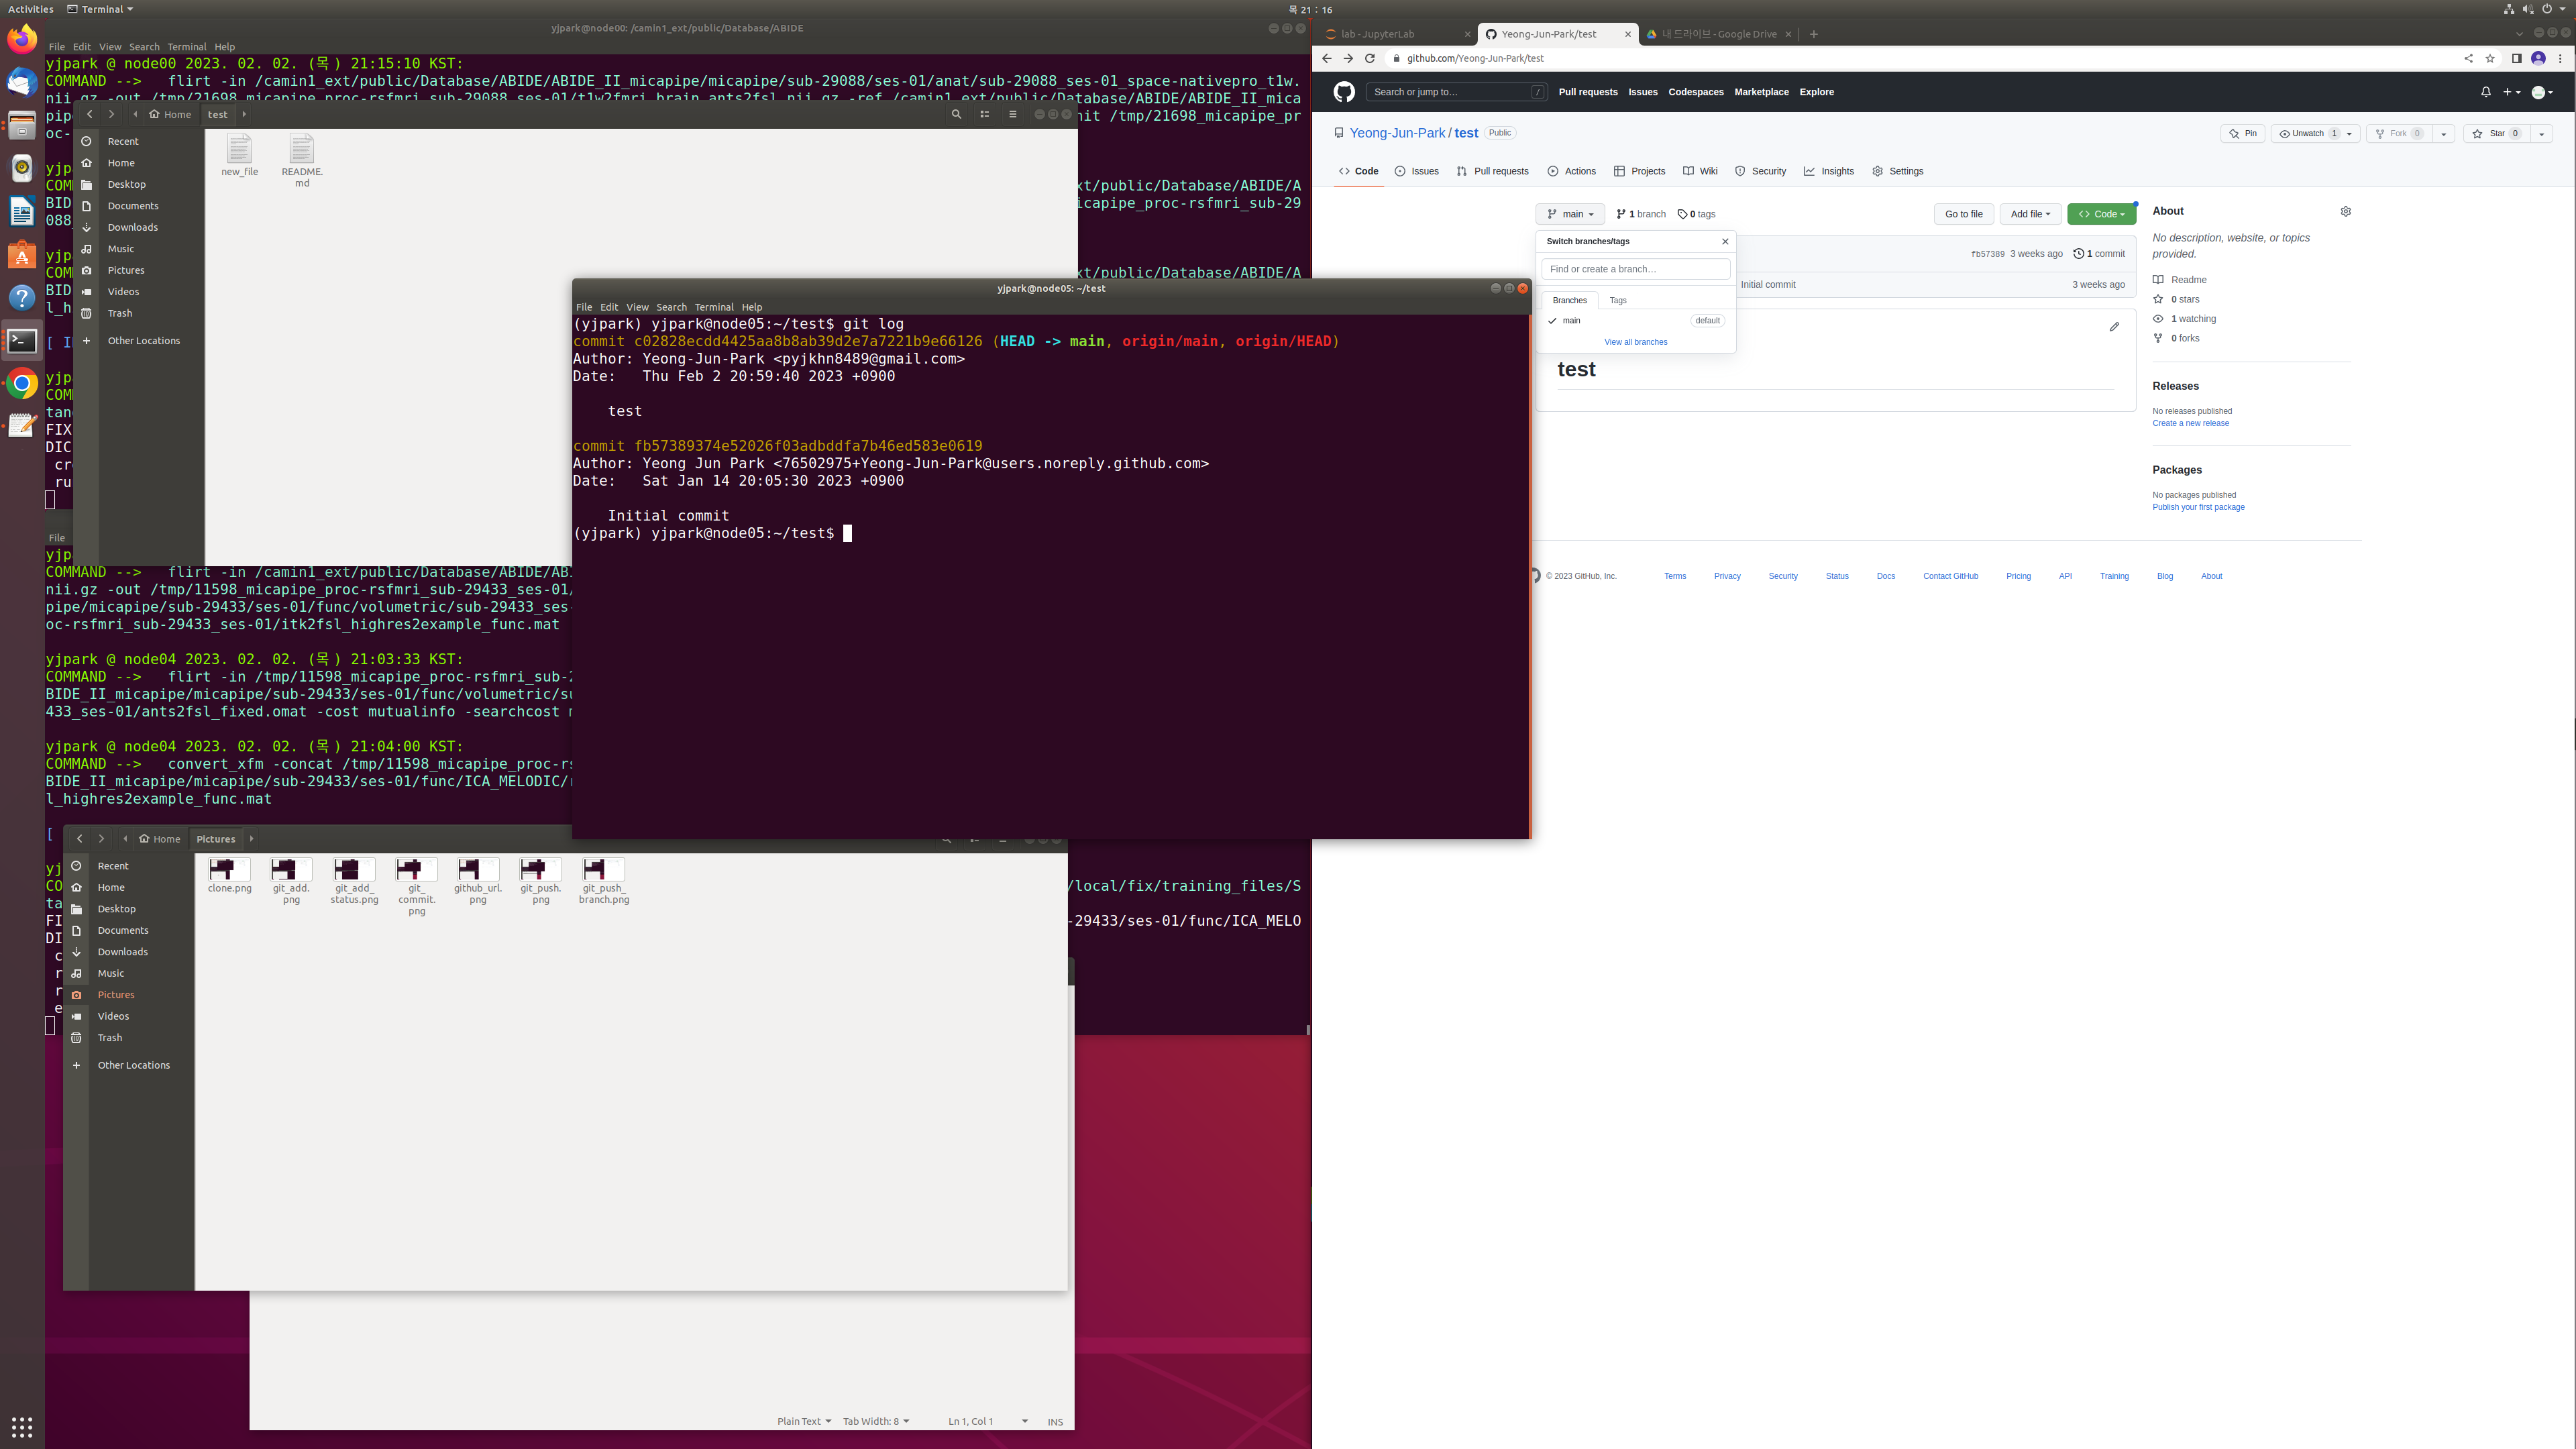 Activities
Terminal
목 21 : 16
yjpark@node00: /camin1_ext/public/Database/ABIDE
File Edit View Search Terminal Help
yjpark @ node00 2023. 02. 02. (목) 21:15:10 KST:
COMMAND --> flirt -in /camin1_ext/public/Database/ABIDE/ABIDE_II_micapipe/micapipe/sub-29088/ses-01/anat/sub-29088_ses-01_space-nativepro_t1w.
nii.gz -out /tmp/21698_micapipe_proc-rsfmri_sub-29088_ses-01/t1w2fmri_brain_ants2fsl.nii.gz -ref /camin1_ext/public/Database/ABIDE/ABIDE_II_mica
Home
test
Recent
Home
Desktop
Documents
Downloads
Music
Pictures
Videos
Trash
Other Locations
new_file
README.
md
yjpark@node05: ~/test
File Edit View Search Terminal Help
(yjpark) yjpark@node05:~/test$ git log
commit c02828ecdd4425aa8b8ab39d2e7a7221b9e66126 (HEAD -> main, origin/main, origin/HEAD)
Author: Yeong-Jun-Park <pyjkhn8489@gmail.com>
Date: Thu Feb 2 20:59:40 2023 +0900
test
commit fb57389374e52026f03adbddfa7b46ed583e0619
Author: Yeong Jun Park <76502975+Yeong-Jun-Park@users.noreply.github.com>
Date: Sat Jan 14 20:05:30 2023 +0900
Initial commit
(yjpark) yjpark@node05:~/test$
File
COMMAND --> flirt -in /camin1_ext/public/Database/ABIDE/ABI
nii.gz -out /tmp/11598_micapipe_proc-rsfmri_sub-29433_ses-01/
pipe/micapipe/sub-29433/ses-01/func/volumetric/sub-29433_ses-
oc-rsfmri_sub-29433_ses-01/itk2fsl_highres2example_func.mat
yjpark @ node04 2023. 02. 02. (목) 21:03:33 KST:
COMMAND --> flirt -in /tmp/11598_micapipe_proc-rsfmri_sub-2
BIDE_II_micapipe/micapipe/sub-29433/ses-01/func/volumetric/su
433_ses-01/ants2fsl_fixed.omat -cost mutualinfo -searchcost m
yjpark @ node04 2023. 02. 02. (목) 21:04:00 KST:
COMMAND --> convert_xfm -concat /tmp/11598_micapipe_proc-rs
BIDE_II_micapipe/micapipe/sub-29433/ses-01/func/ICA_MELODIC/
l_highres2example_func.mat
/local/fix/training_files/S
-29433/ses-01/func/ICA_MELO
Home
Pictures
Recent
Home
Desktop
Documents
Downloads
Music
Pictures
Videos
Trash
Other Locations
clone.png
git_add.
png
git_add_
status.png
git_
commit.
png
github_url.
png
git_push.
png
git_push_
branch.png
Plain Text
Tab Width: 8
Ln 1, Col 1
INS
lab - JupyterLab
Yeong-Jun-Park/test
내 드라이브 - Google Drive
github.com/Yeong-Jun-Park/test
Search or jump to…
/
Pull requests
Issues
Codespaces
Marketplace
Explore
Yeong-Jun-Park / test
Public
Pin
Unwatch 1
Fork 0
Star 0
Code
Issues
Pull requests
Actions
Projects
Wiki
Security
Insights
Settings
main
1 branch
0 tags
Go to file
Add file
Code
Switch branches/tags
Find or create a branch…
Branches
Tags
main
default
View all branches
fb57389 3 weeks ago
1 commit
Initial commit
3 weeks ago
test
About
No description, website, or topics
provided.
Readme
0 stars
1 watching
0 forks
Releases
No releases published
Create a new release
Packages
No packages published
Publish your first package
© 2023 GitHub, Inc.
Terms
Privacy
Security
Status
Docs
Contact GitHub
Pricing
API
Training
Blog
About